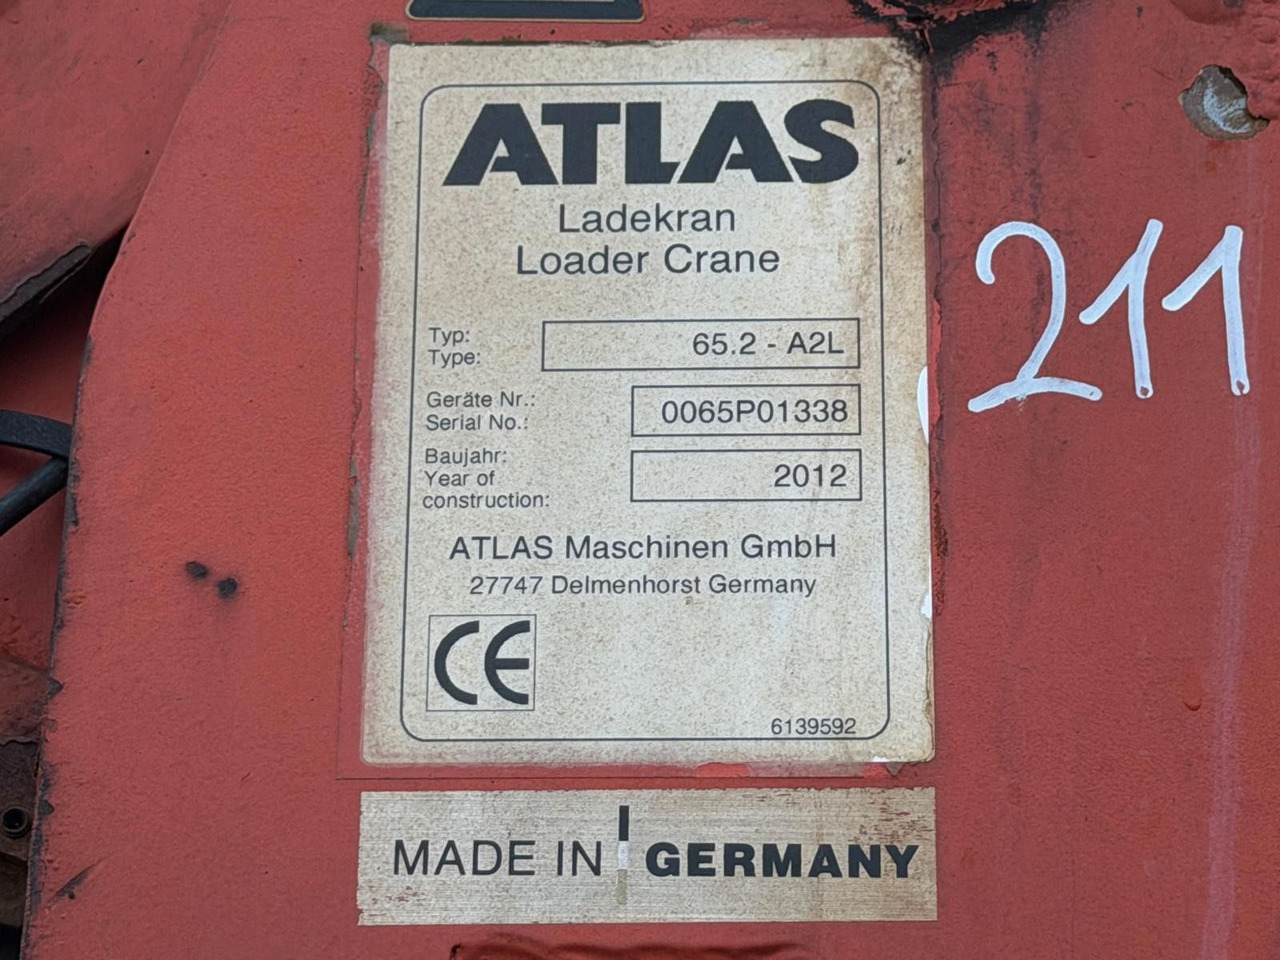 ATLAS
Ladekran
Loader Crane
Typ:
Type:
65.2 - A2L
Geräte Nr.:
Serial No.:
0065P01338
Baujahr:
Year of
construction:
2012
ATLAS Maschinen GmbH
27747 Delmenhorst Germany
CE
6139592
MADE IN GERMANY
211